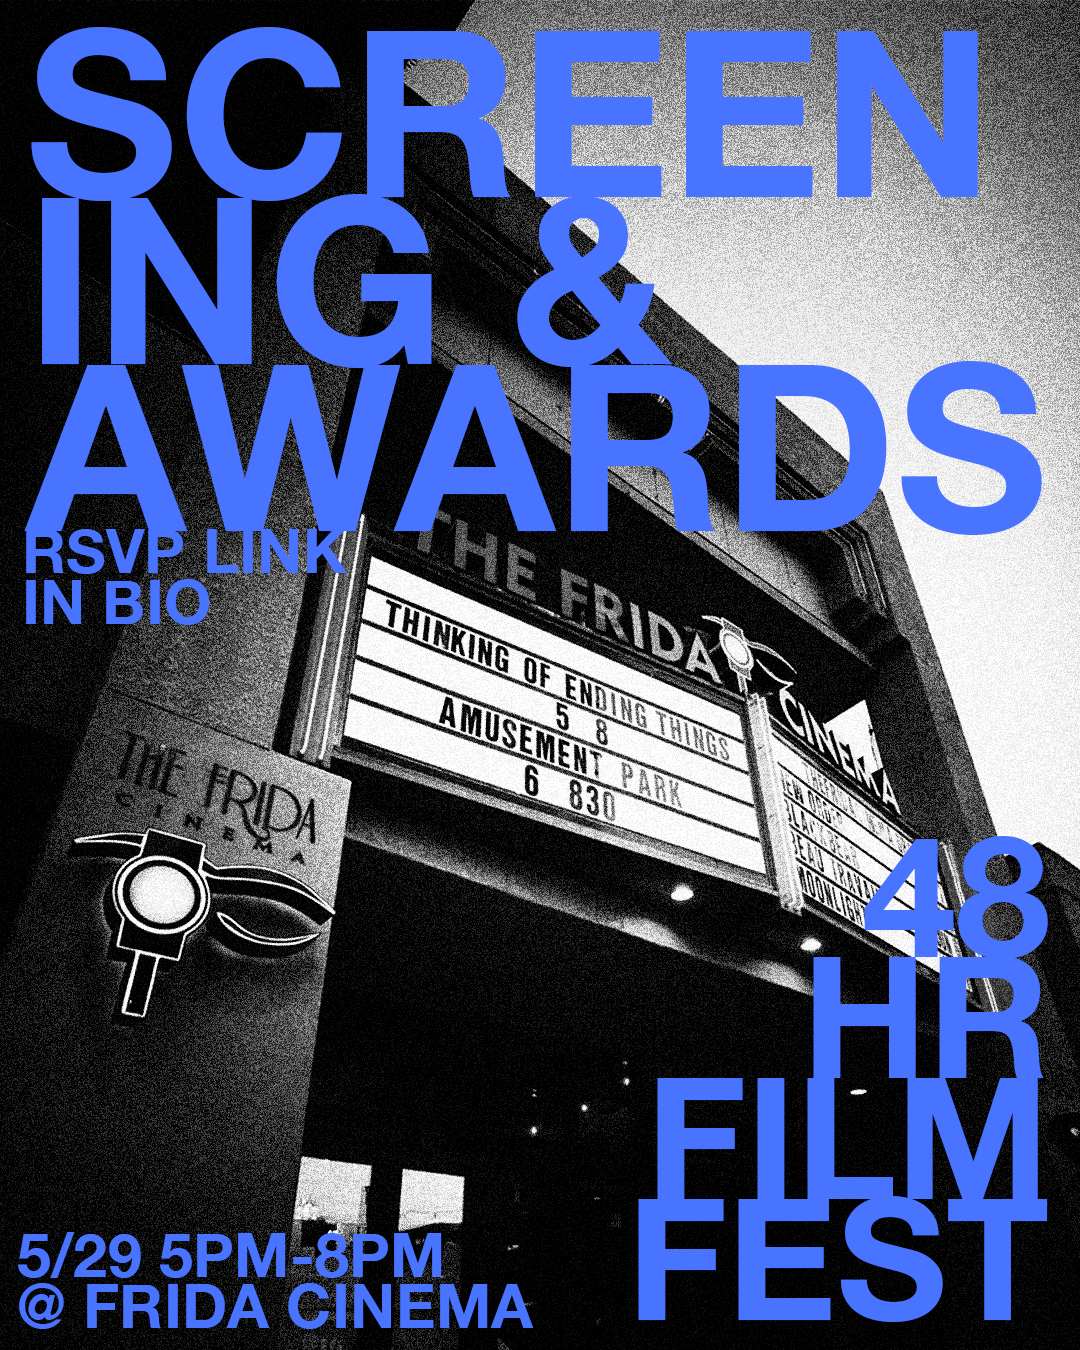 SCREEN
ING &
AWARDS
RSVP LINK
IN BIO
THE FRIDA
CINEMA
THINKING OF ENDING THINGS
5 8
AMUSEMENT PARK
6 830
THE FRIDA
CINEMA
MOONLIGHT
48
HR
FILM
FEST
5/29 5PM-8PM
@ FRIDA CINEMA